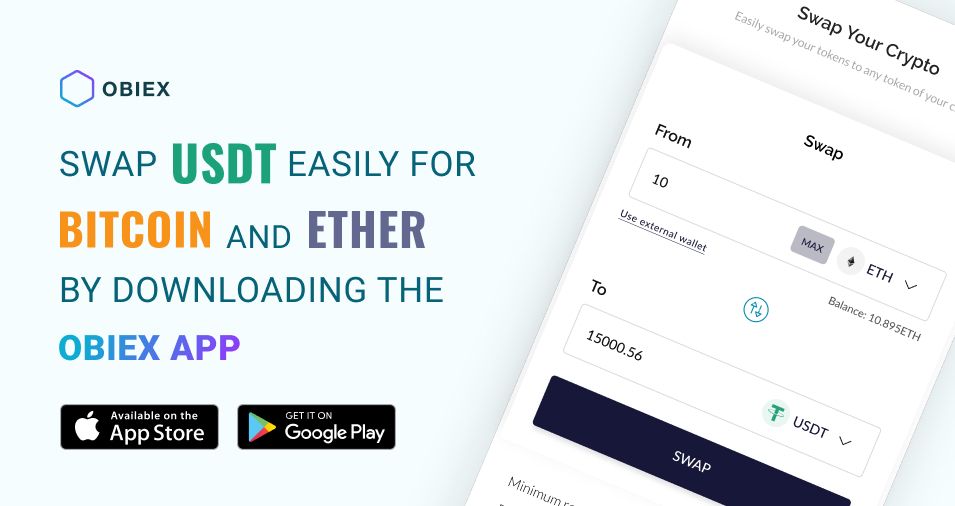 OBIEX
SWAP USDT EASILY FOR
BITCOIN AND ETHER
BY DOWNLOADING THE
OBIEX APP
Available on the
App Store
GET IT ON
Google Play
Swap Your Crypto
Easily swap your tokens to any token of your
Swap
From
10
MAX
ETH
Use external wallet
Balance: 10.895ETH
To
15000.56
USDT
SWAP
Minimum